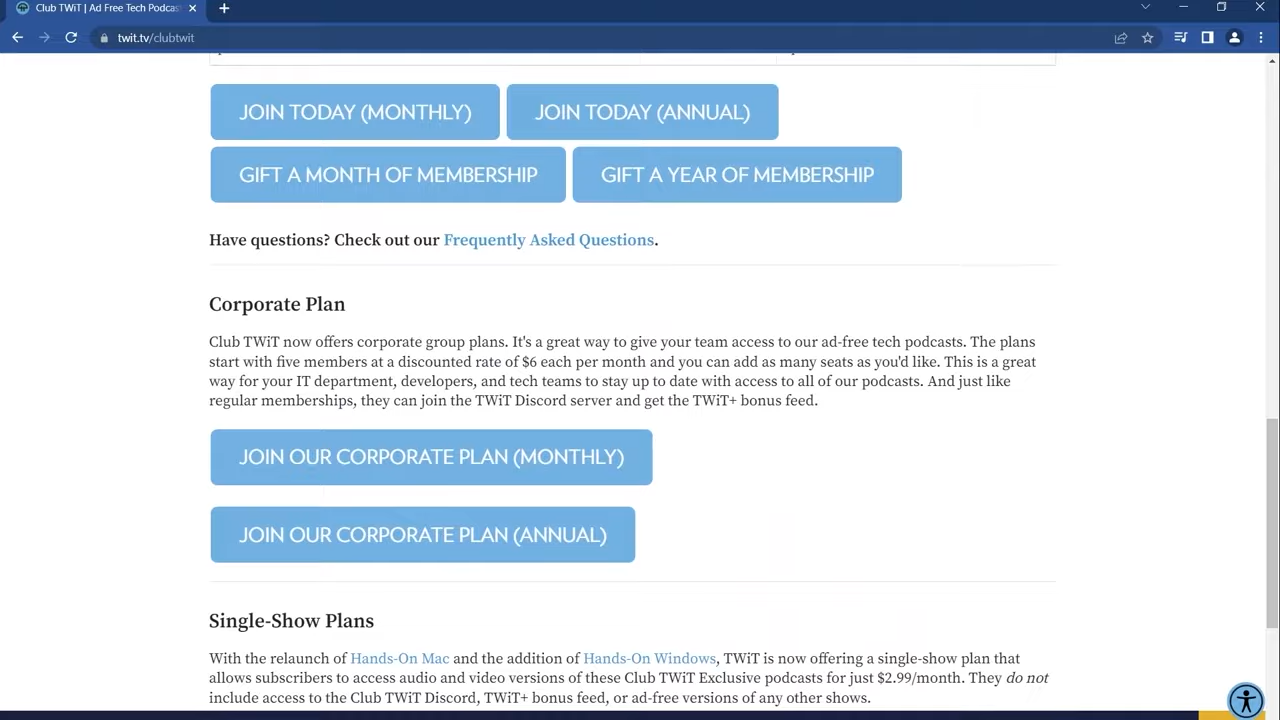 Club TWiT | Ad Free Tech Podcas
twit.tv/clubtwit
JOIN TODAY (MONTHLY)
JOIN TODAY (ANNUAL)
GIFT A MONTH OF MEMBERSHIP
GIFT A YEAR OF MEMBERSHIP
Have questions? Check out our Frequently Asked Questions.
Corporate Plan
Club TWiT now offers corporate group plans. It's a great way to give your team access to our ad-free tech podcasts. The plans
start with five members at a discounted rate of $6 each per month and you can add as many seats as you'd like. This is a great
way for your IT department, developers, and tech teams to stay up to date with access to all of our podcasts. And just like
regular memberships, they can join the TWiT Discord server and get the TWiT+ bonus feed.
JOIN OUR CORPORATE PLAN (MONTHLY)
JOIN OUR CORPORATE PLAN (ANNUAL)
Single-Show Plans
With the relaunch of Hands-On Mac and the addition of Hands-On Windows, TWiT is now offering a single-show plan that
allows subscribers to access audio and video versions of these Club TWiT Exclusive podcasts for just $2.99/month. They do not
include access to the Club TWiT Discord, TWiT+ bonus feed, or ad-free versions of any other shows.